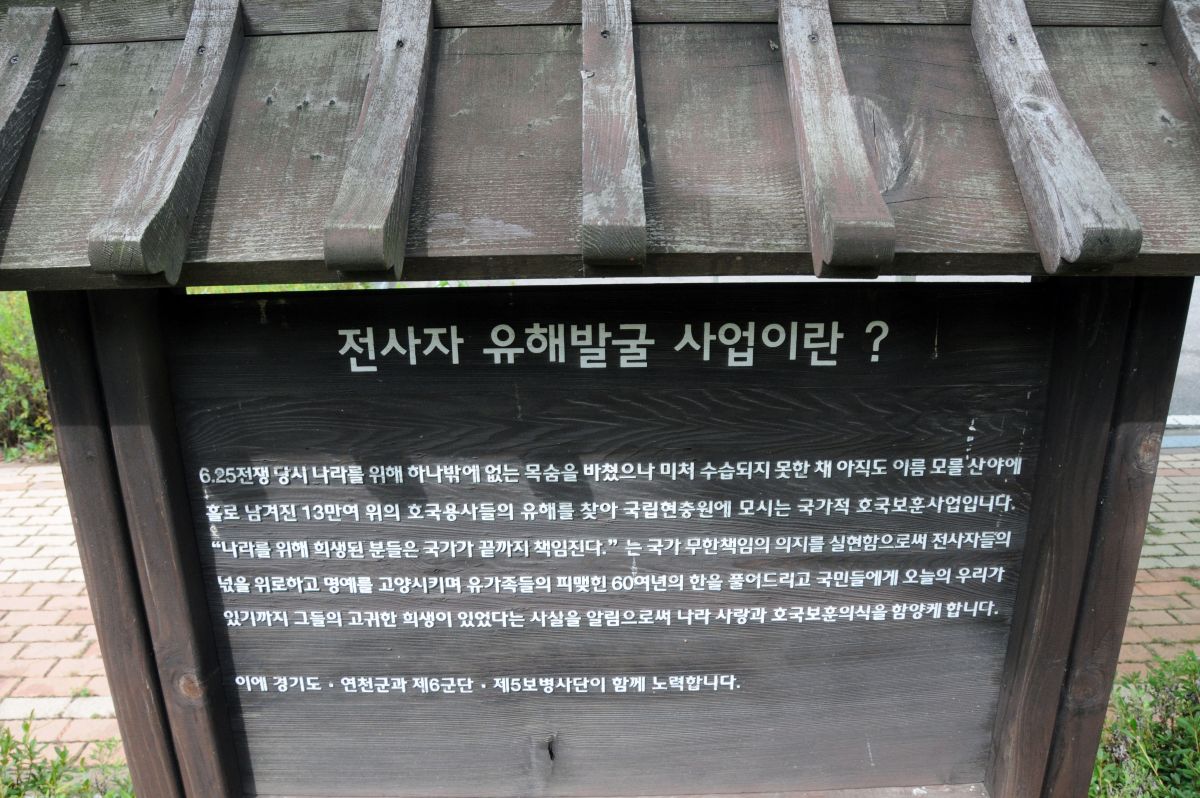 전사자 유해발굴 사업이란 ?
6.25전쟁 당시 나라를 위해 하나밖에 없는 목숨을 바쳤으나 미처 수습되지 못한 채 아직도 이름 모를 산야에
홀로 남겨진 13만여 위의 호국용사들의 유해를 찾아 국립현충원에 모시는 국가적 호국보훈사업입니다.
“나라를 위해 희생된 분들은 국가가 끝까지 책임진다.” 는 국가 무한책임의 의지를 실현함으로써 전사자들의
넋을 위로하고 명예를 고양시키며 유가족들의 피맺힌 60여년의 한을 풀어드리고 국민들에게 오늘의 우리가
있기까지 그들의 고귀한 희생이 있었다는 사실을 알림으로써 나라 사랑과 호국보훈의식을 함양케 합니다.
이에 경기도 · 연천군과 제6군단 · 제5보병사단이 함께 노력합니다.